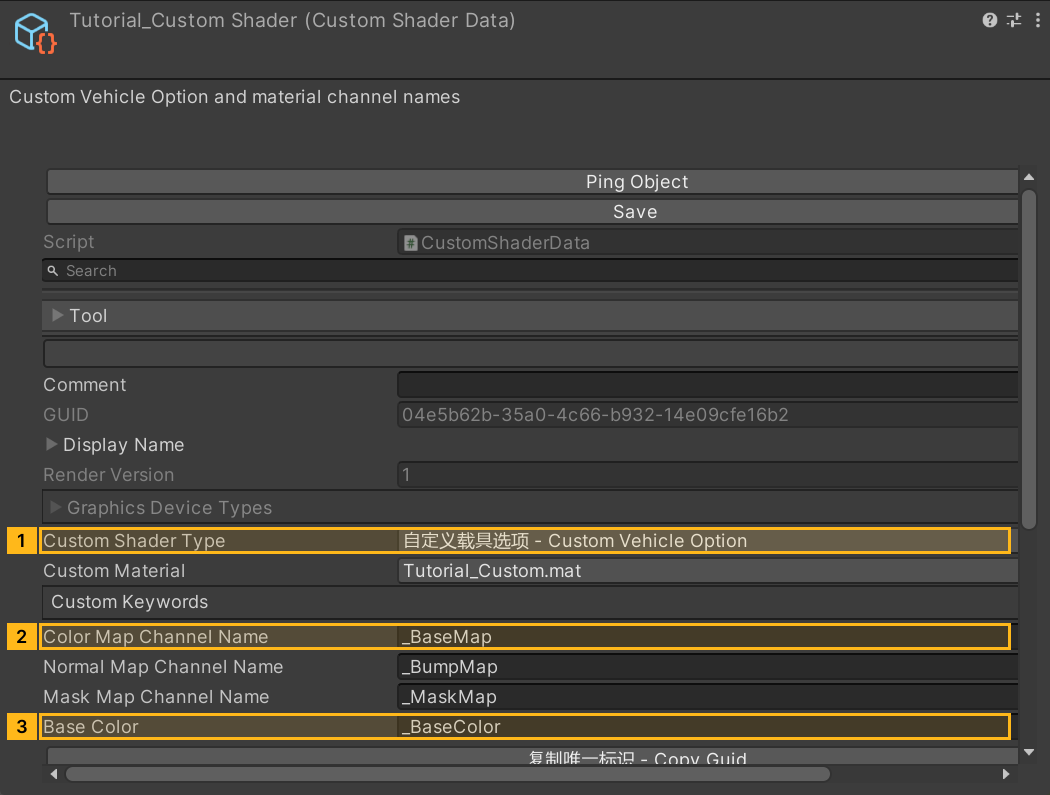 Tutorial_Custom Shader (Custom Shader Data)
Custom Vehicle Option and material channel names
Ping Object
Save
Script CustomShaderData
Search
Tool
Comment
GUID 04e5b62b-35a0-4c66-b932-14e09cfe16b2
Display Name
Render Version 1
Graphics Device Types
1 Custom Shader Type 自定义载具选项 - Custom Vehicle Option
Custom Material Tutorial_Custom.mat
Custom Keywords
2 Color Map Channel Name _BaseMap
Normal Map Channel Name _BumpMap
Mask Map Channel Name _MaskMap
3 Base Color _BaseColor
复制唯一标识 - Copy Guid